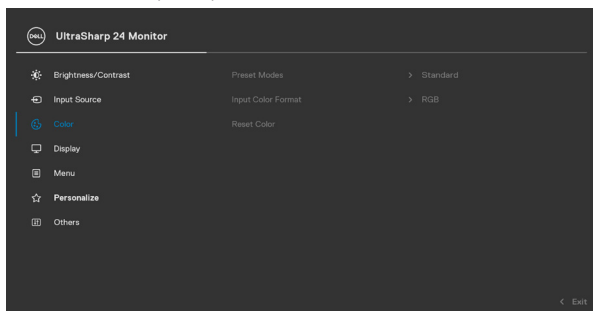 DELL UltraSharp 24 Monitor
Brightness/Contrast Preset Modes > Standard
Input Source Input Color Format > RGB
Color Reset Color
Display
Menu
Personalize
Others
< Exit